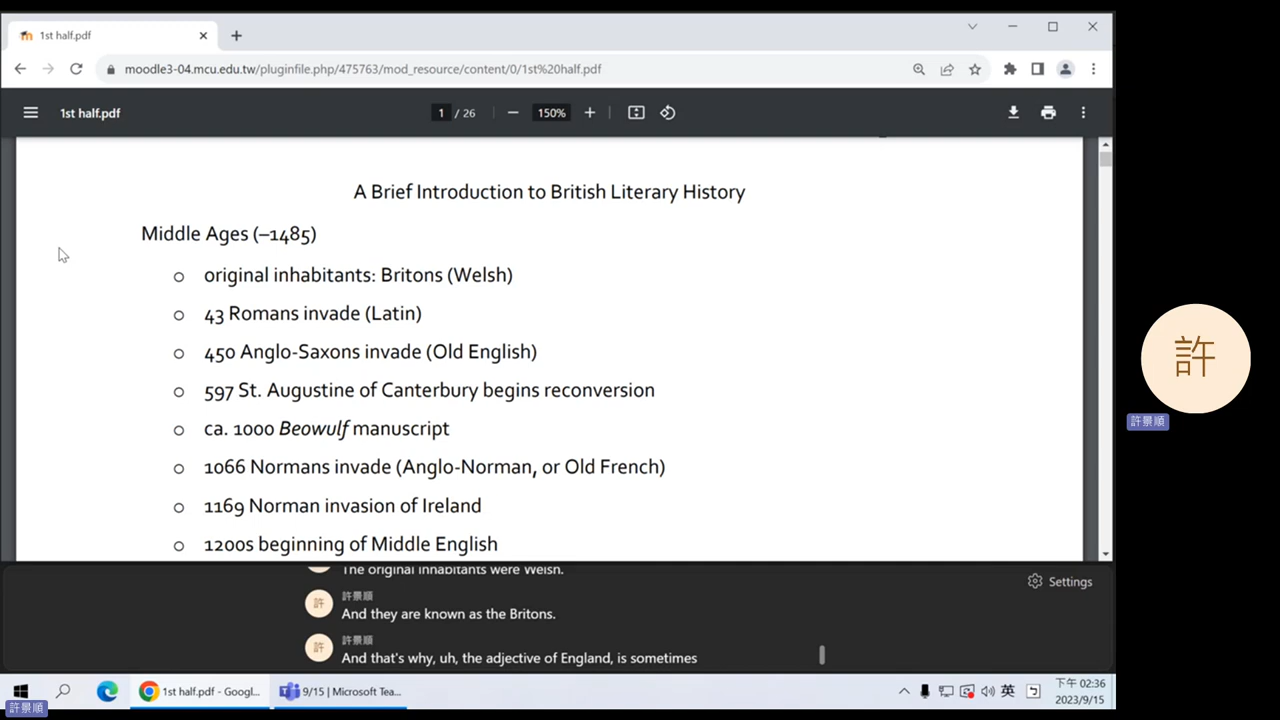 1st half.pdf
moodle3-04.mcu.edu.tw/pluginfile.php/475763/mod_resource/content/0/1st%20half.pdf
1st half.pdf
1 / 26
150%
A Brief Introduction to British Literary History
Middle Ages (–1485)
original inhabitants: Britons (Welsh)
43 Romans invade (Latin)
450 Anglo-Saxons invade (Old English)
597 St. Augustine of Canterbury begins reconversion
ca. 1000 Beowulf manuscript
1066 Normans invade (Anglo-Norman, or Old French)
1169 Norman invasion of Ireland
1200s beginning of Middle English
許
許景順
The original inhabitants were Welsh.
Settings
許
許景順
And they are known as the Britons.
許
許景順
And that's why, uh, the adjective of England, is sometimes
1st half.pdf - Googl...
9/15 | Microsoft Tea...
英
ㄅ
下午 02:36
2023/9/15
許景順